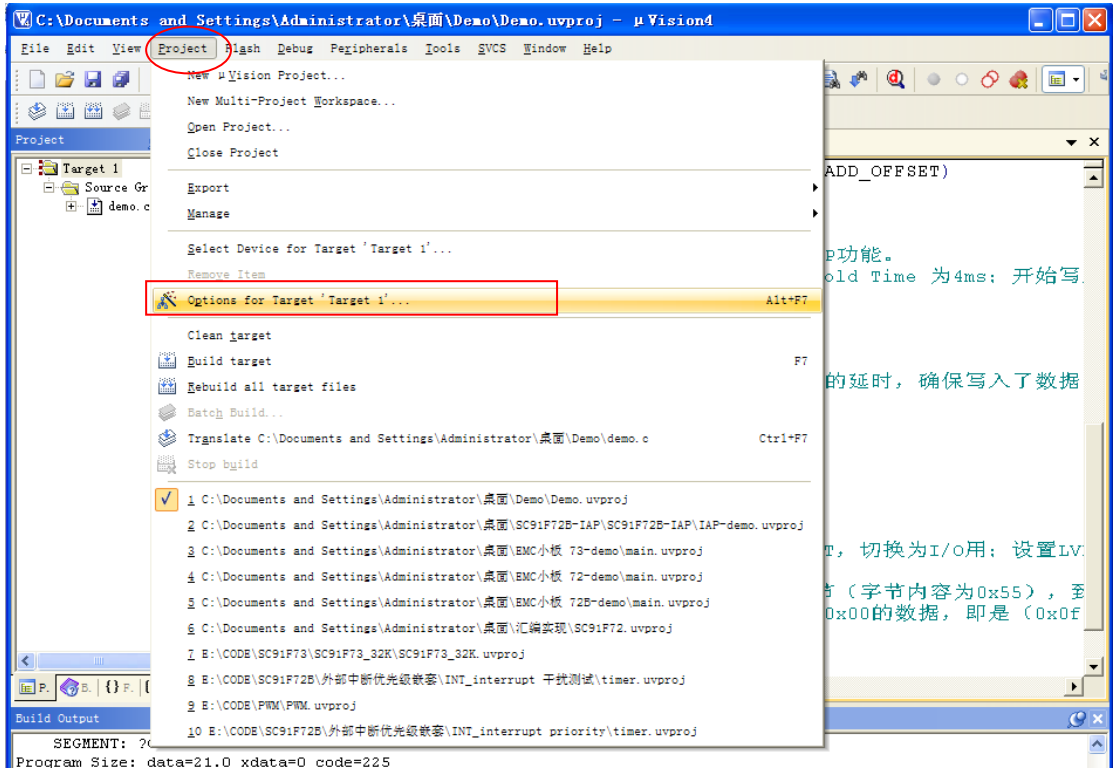 C:\Documents and Settings\Administrator\桌面\Demo\Demo.uvproj - µVision4
File Edit View Project Flash Debug Peripherals Tools SVCS Window Help
New µVision Project...
New Multi-Project Workspace...
Open Project...
Close Project
Project
Target 1
ADD_OFFSET)
Source Gr
Export
demo.c
Manage
Select Device for Target 'Target 1'...
P功能。
Remove Item
old Time 为4ms; 开始写
Options for Target 'Target 1'... Alt+F7
Clean target
Build target F7
Rebuild all target files
的延时，确保写入了数据
Batch Build...
Translate C:\Documents and Settings\Administrator\桌面\Demo\demo.c Ctrl+F7
Stop build
1 C:\Documents and Settings\Administrator\桌面\Demo\Demo.uvproj
2 C:\Documents and Settings\Administrator\桌面\SC91F72B-IAP\SC91F72B-IAP\IAP-demo.uvproj
3 C:\Documents and Settings\Administrator\桌面\EMC小板 73-demo\main.uvproj
T，切换为I/O用；设置LV
4 C:\Documents and Settings\Administrator\桌面\EMC小板 72-demo\main.uvproj
节（字节内容为0x55），至
5 C:\Documents and Settings\Administrator\桌面\EMC小板 72B-demo\main.uvproj
0x00的数据，即是（0x0f
6 C:\Documents and Settings\Administrator\桌面\汇编实现\SC91F72.uvproj
7 E:\CODE\SC91F73\SC91F73_32K\SC91F73_32K.uvproj
8 E:\CODE\SC91F72B\外部中断优先级嵌套\INT_interrupt 干扰测试\timer.uvproj
P. B. {} F.
9 E:\CODE\PWM\PWM.uvproj
Build Output
10 E:\CODE\SC91F72B\外部中断优先级嵌套\INT_interrupt priority\timer.uvproj
SEGMENT: ?C
Program Size: data=21.0 xdata=0 code=225